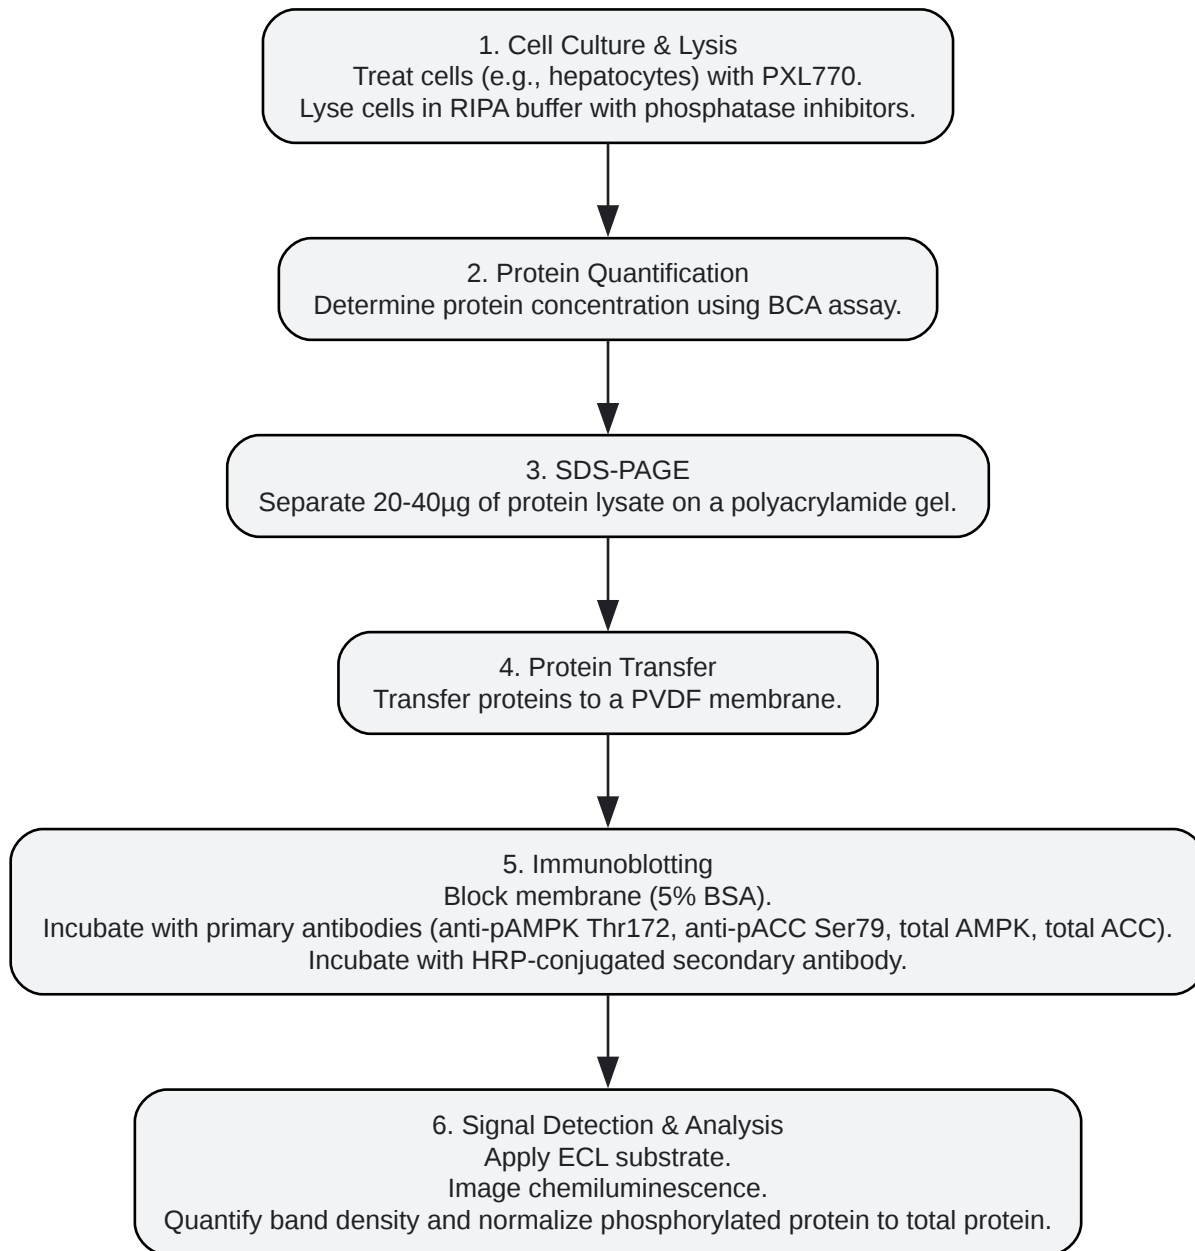 1. Cell Culture & Lysis
Treat cells (e.g., hepatocytes) with PXL770.
Lyse cells in RIPA buffer with phosphatase inhibitors.
2. Protein Quantification
Determine protein concentration using BCA assay.
3. SDS-PAGE
Separate 20-40µg of protein lysate on a polyacrylamide gel.
4. Protein Transfer
Transfer proteins to a PVDF membrane.
5. Immunoblotting
Block membrane (5% BSA).
Incubate with primary antibodies (anti-pAMPK Thr172, anti-pACC Ser79, total AMPK, total ACC).
Incubate with HRP-conjugated secondary antibody.
6. Signal Detection & Analysis
Apply ECL substrate.
Image chemiluminescence.
Quantify band density and normalize phosphorylated protein to total protein.